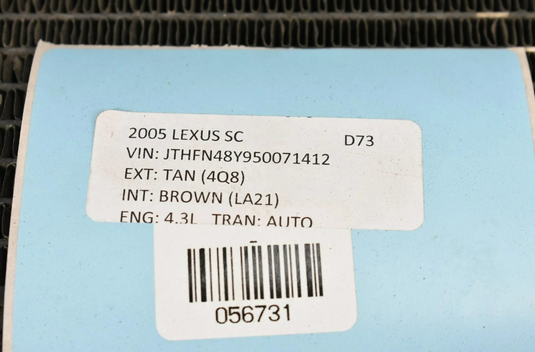 2005 LEXUS SC D73
VIN: JTHFN48Y950071412
EXT: TAN (4Q8)
INT: BROWN (LA21)
ENG: 4.3L TRAN: AUTO
056731